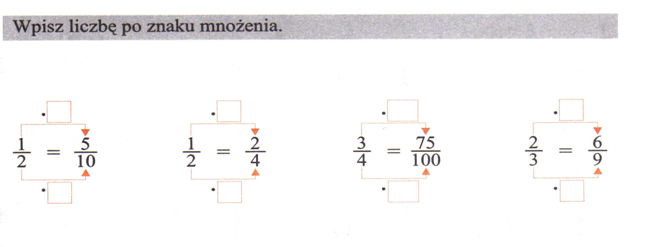 Wpisz liczbę po znaku mnożenia.
· · · ·
1/2 = 5/10 1/2 = 2/4 3/4 = 75/100 2/3 = 6/9
· · · ·